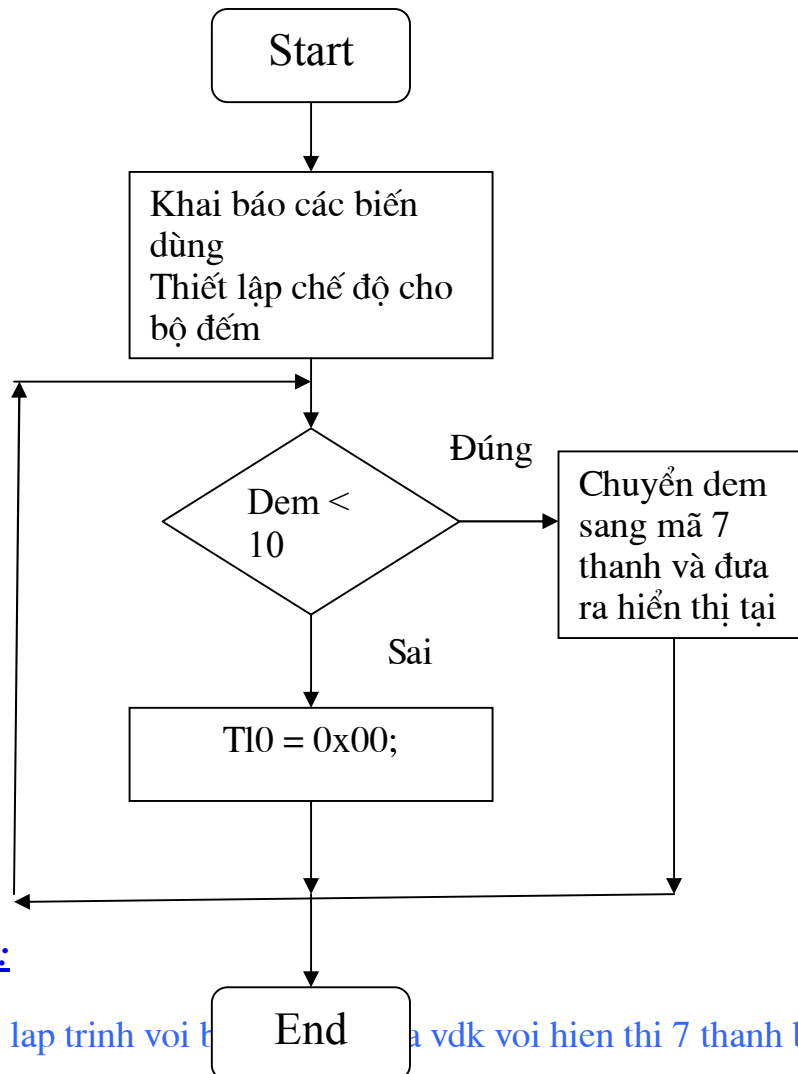 Start
Khai báo các biến
dùng
Thiết lập chế độ cho
bộ đếm
Đúng
Dem <
10
Chuyển dem
sang mã 7
thanh và đưa
ra hiển thị tại
Sai
Tl0 = 0x00;
:
End
lap trinh voi vdk voi hien thi 7 thanh